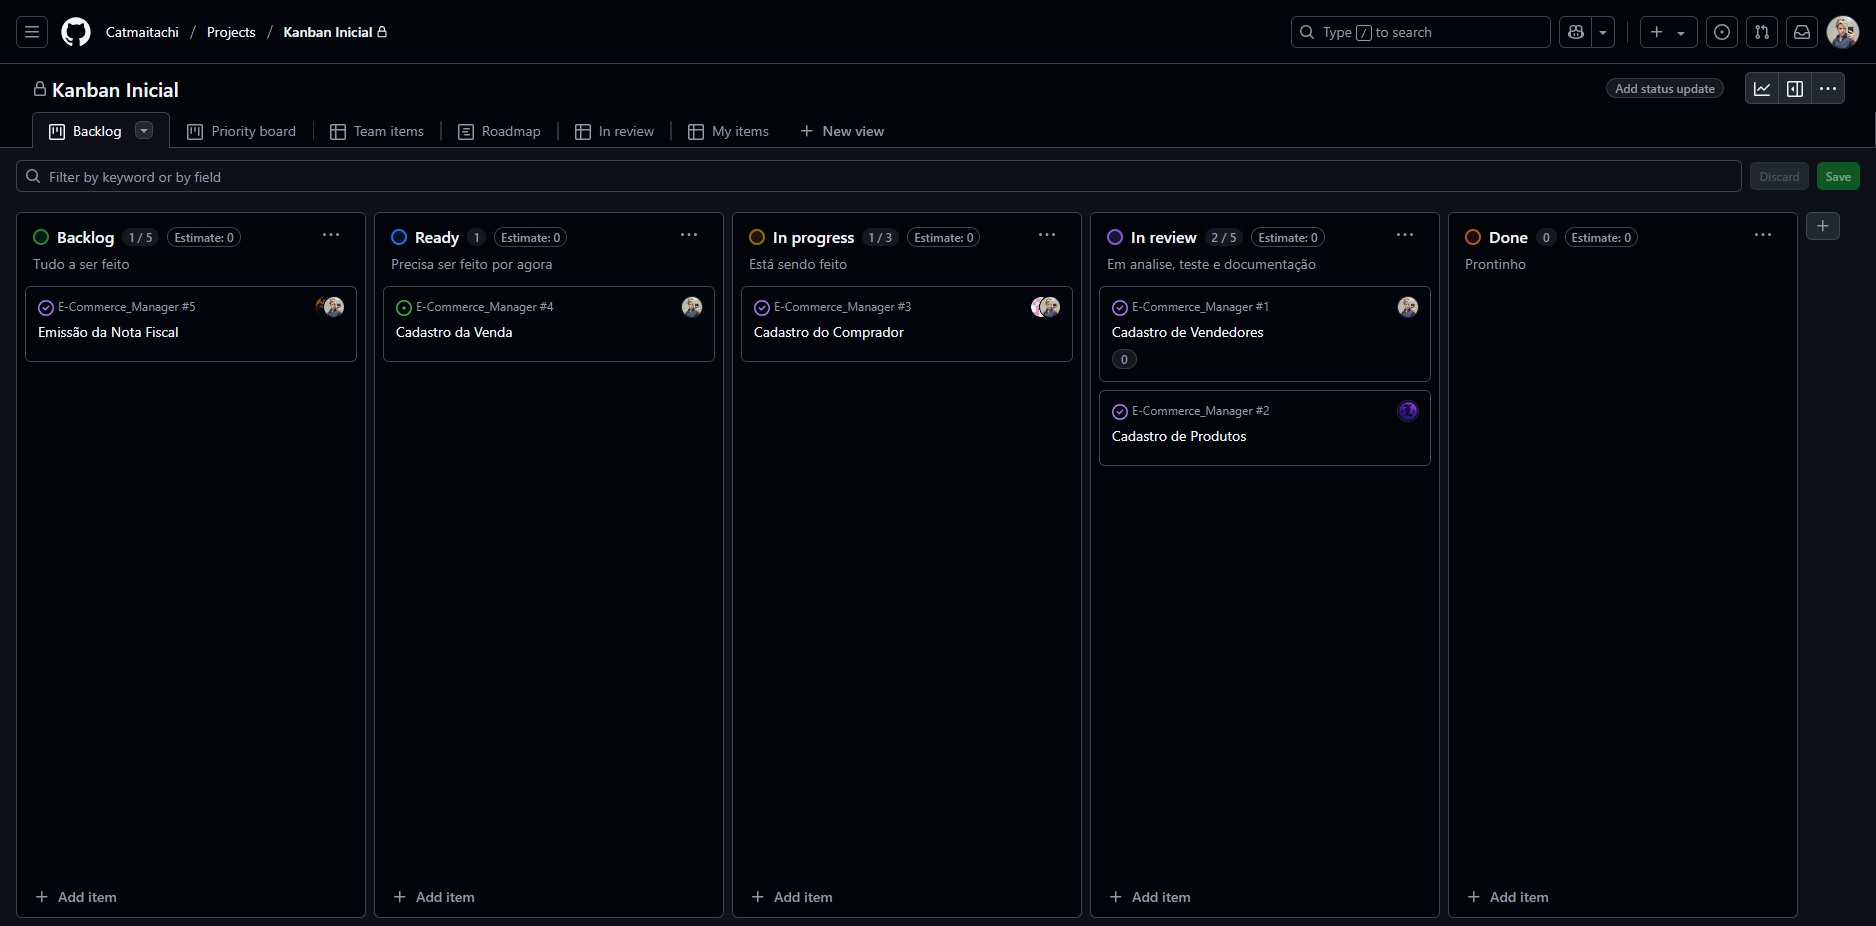 Catmaitachi / Projects / Kanban Inicial
Type / to search
Kanban Inicial
Add status update
Backlog
Priority board
Team items
Roadmap
In review
My items
New view
Filter by keyword or by field
Discard
Save
Backlog 1 / 5 Estimate: 0
Tudo a ser feito
E-Commerce_Manager #5
Emissão da Nota Fiscal
Add item
Ready 1 Estimate: 0
Precisa ser feito por agora
E-Commerce_Manager #4
Cadastro da Venda
Add item
In progress 1 / 3 Estimate: 0
Está sendo feito
E-Commerce_Manager #3
Cadastro do Comprador
Add item
In review 2 / 5 Estimate: 0
Em analise, teste e documentação
E-Commerce_Manager #1
Cadastro de Vendedores
0
E-Commerce_Manager #2
Cadastro de Produtos
Add item
Done 0 Estimate: 0
Prontinho
Add item